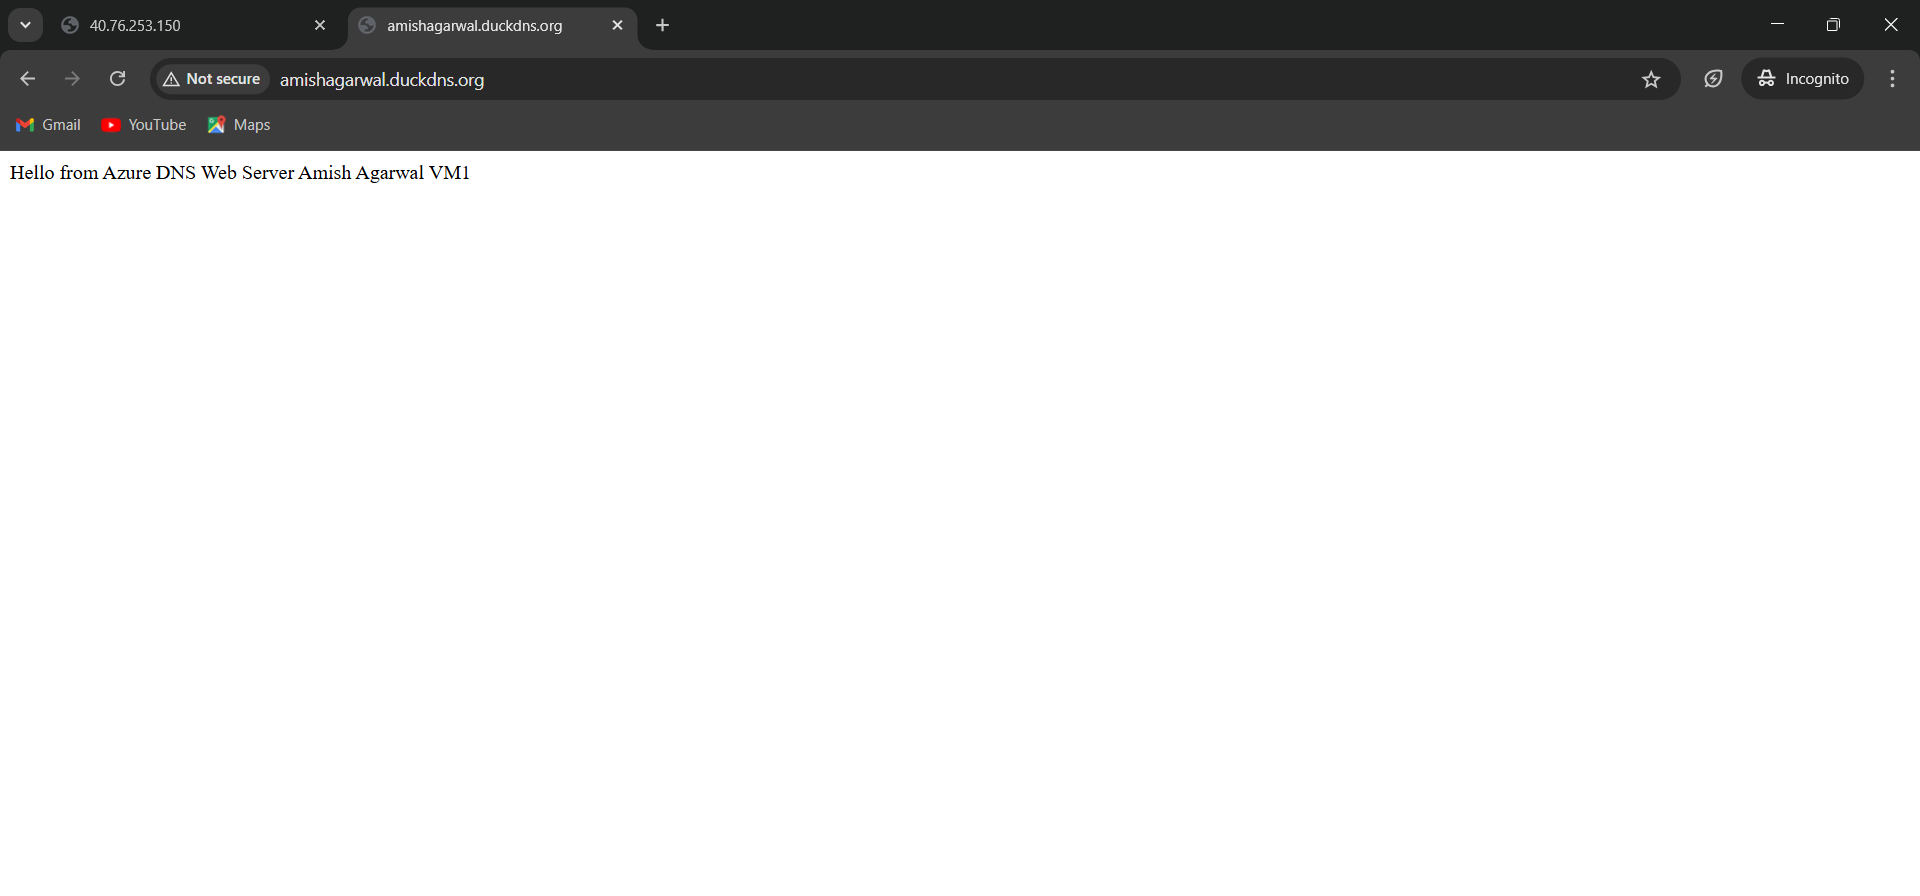 40.76.253.150
amishagarwal.duckdns.org
Not secure
amishagarwal.duckdns.org
Incognito
Gmail
YouTube
Maps
Hello from Azure DNS Web Server Amish Agarwal VM1